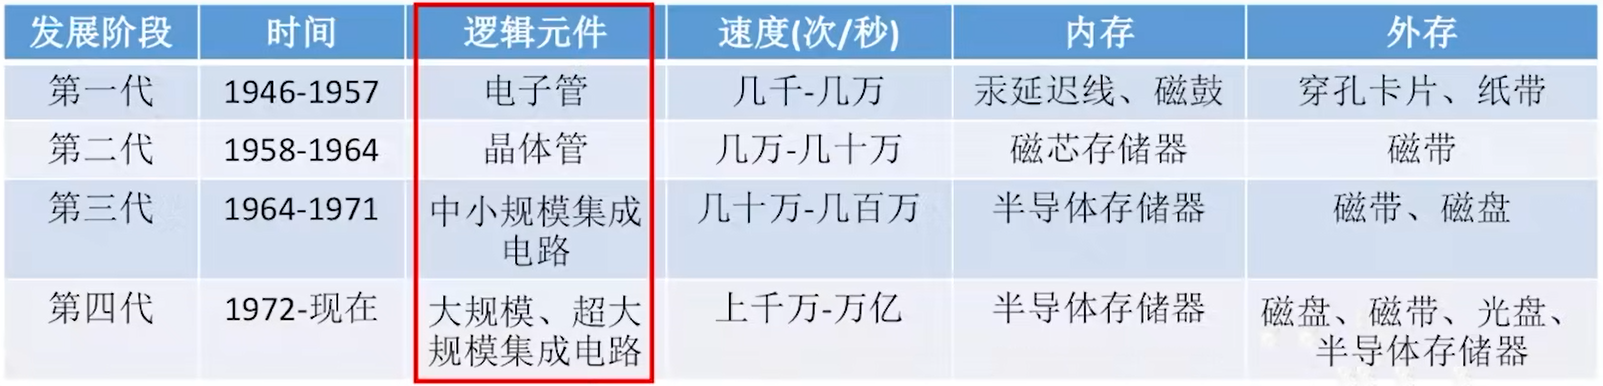 发展阶段 时间 逻辑元件 速度(次/秒) 内存 外存
第一代 1946-1957 电子管 几千-几万 汞延迟线、磁鼓 穿孔卡片、纸带
第二代 1958-1964 晶体管 几万-几十万 磁芯存储器 磁带
第三代 1964-1971 中小规模集成 几十万-几百万 半导体存储器 磁带、磁盘
电路
第四代 1972-现在 大规模、超大 上千万-万亿 半导体存储器 磁盘、磁带、光盘、
规模集成电路 半导体存储器